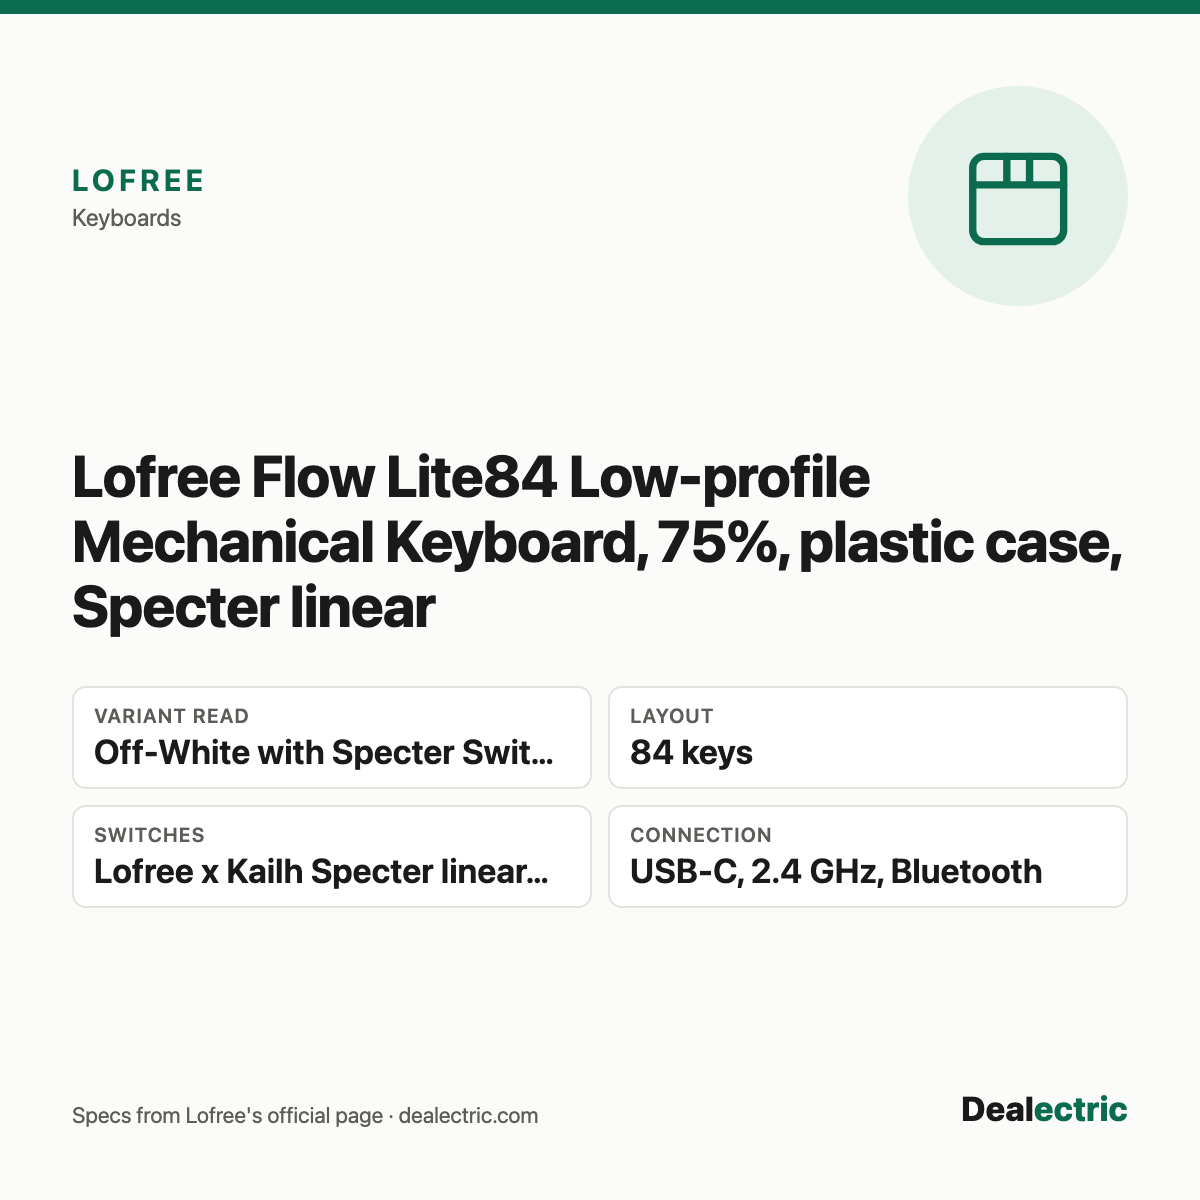 LOFREE
Keyboards
Lofree Flow Lite84 Low-profile
Mechanical Keyboard, 75%, plastic case,
Specter linear
VARIANT READ
Off-White with Specter Swit...
LAYOUT
84 keys
SWITCHES
Lofree x Kailh Specter linear...
CONNECTION
USB-C, 2.4 GHz, Bluetooth
Specs from Lofree's official page · dealectric.com
Dealectric